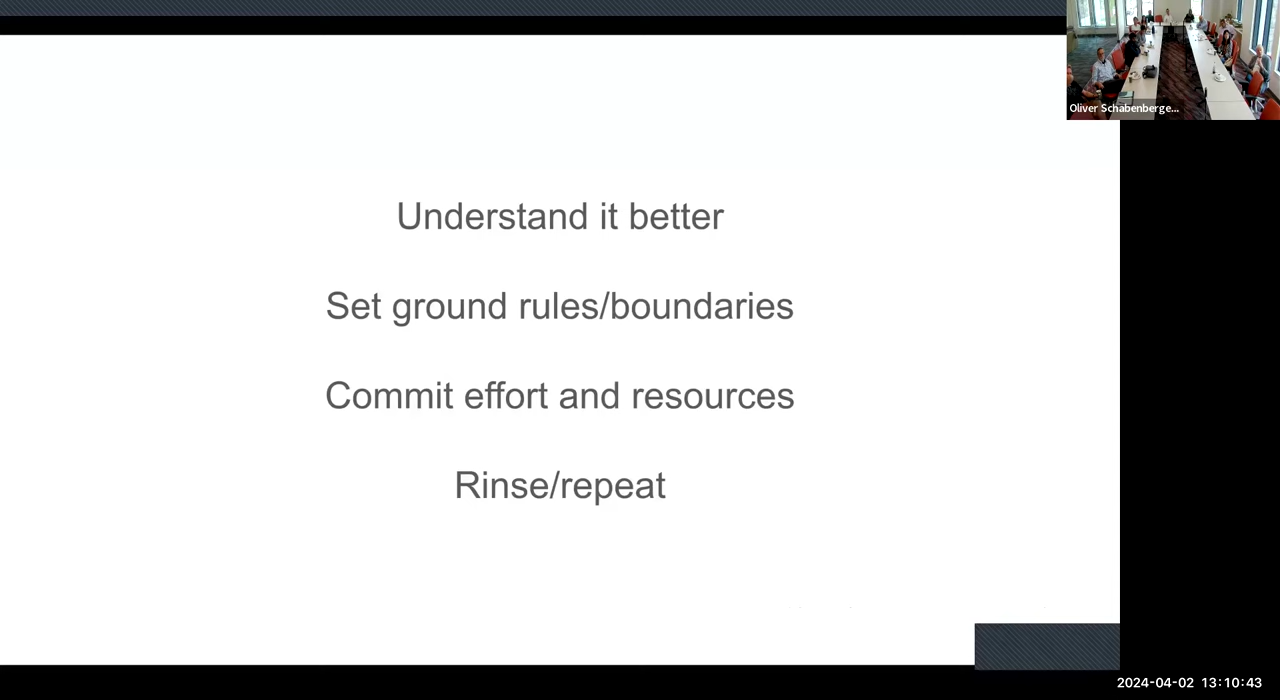 Oliver Schabenberge...
Understand it better
Set ground rules/boundaries
Commit effort and resources
Rinse/repeat
2024-04-02 13:10:43